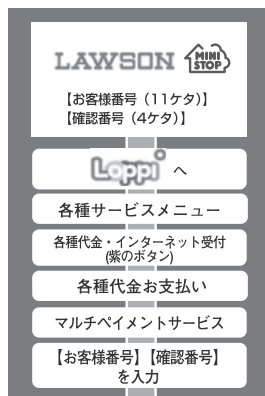 LAWSON MINI STOP
【お客様番号（11ケタ）】
【確認番号（4ケタ）】
Loppi へ
各種サービスメニュー
各種代金・インターネット受付
(紫のボタン)
各種代金お支払い
マルチペイメントサービス
【お客様番号】【確認番号】
を入力